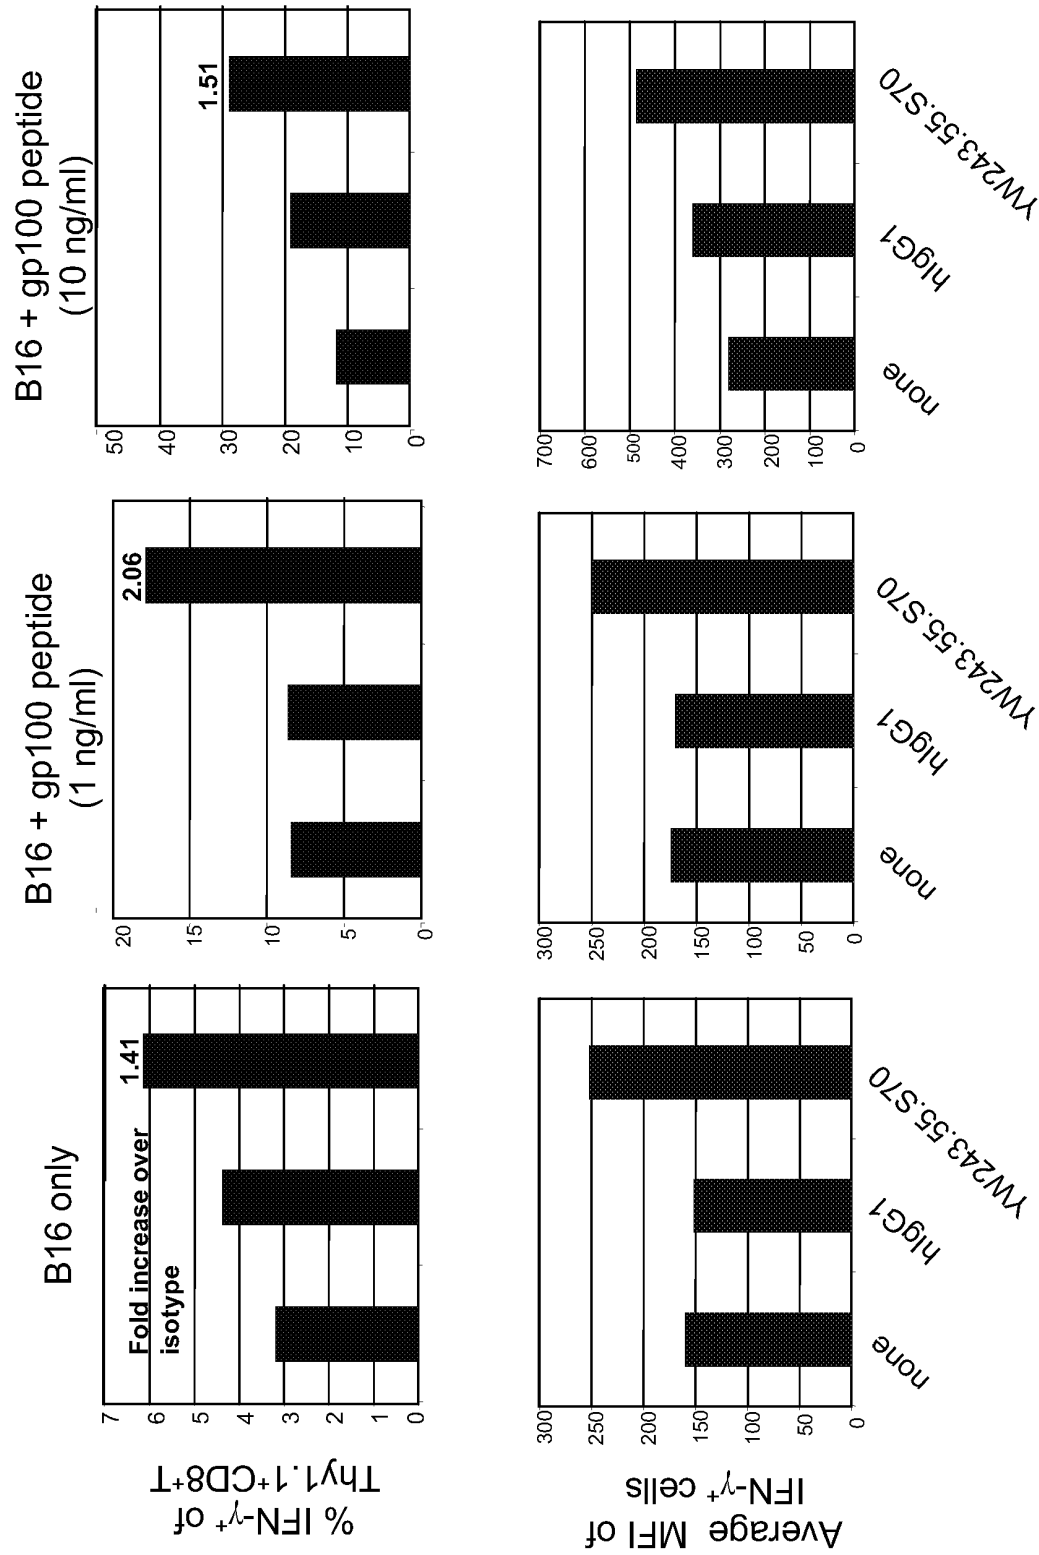 B16 only
B16 + gp100 peptide
(1 ng/ml)
B16 + gp100 peptide
(10 ng/ml)
% IFN-γ⁺ of
Thy1.1⁺CD8⁺T
7
6
5
4
3
2
1
0
Fold increase over
isotype
1.41
20
15
10
5
0
2.06
50
40
30
20
10
0
1.51
Average MFI of
IFN-γ⁺ cells
300
250
200
150
100
50
0
none
hIgG1
YW243.55.S70
300
250
200
150
100
50
0
none
hIgG1
YW243.55.S70
700
600
500
400
300
200
100
0
none
hIgG1
YW243.55.S70